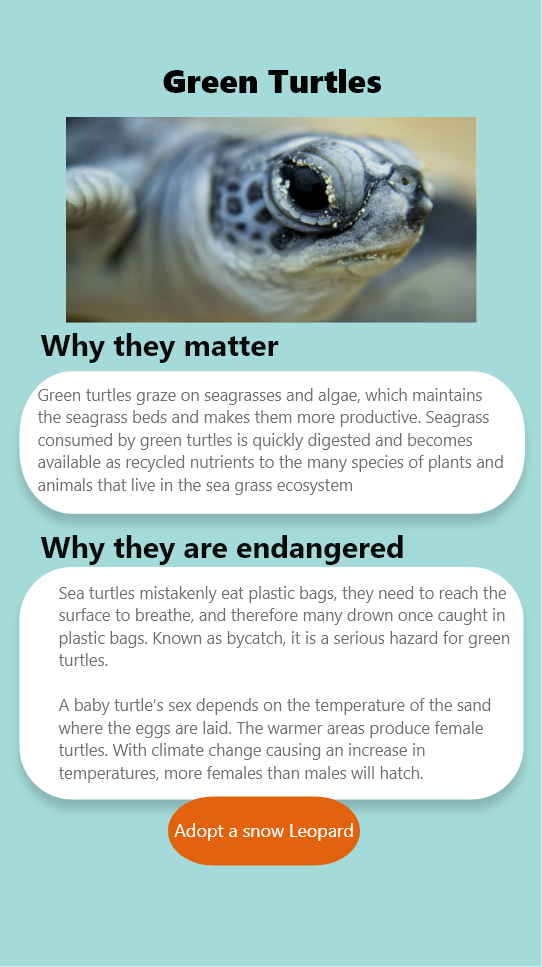 Green Turtles
Why they matter
Green turtles graze on seagrasses and algae, which maintains
the seagrass beds and makes them more productive. Seagrass
consumed by green turtles is quickly digested and becomes
available as recycled nutrients to the many species of plants and
animals that live in the sea grass ecosystem
Why they are endangered
Sea turtles mistakenly eat plastic bags, they need to reach the
surface to breathe, and therefore many drown once caught in
plastic bags. Known as bycatch, it is a serious hazard for green
turtles.
A baby turtle’s sex depends on the temperature of the sand
where the eggs are laid. The warmer areas produce female
turtles. With climate change causing an increase in
temperatures, more females than males will hatch.
Adopt a snow Leopard